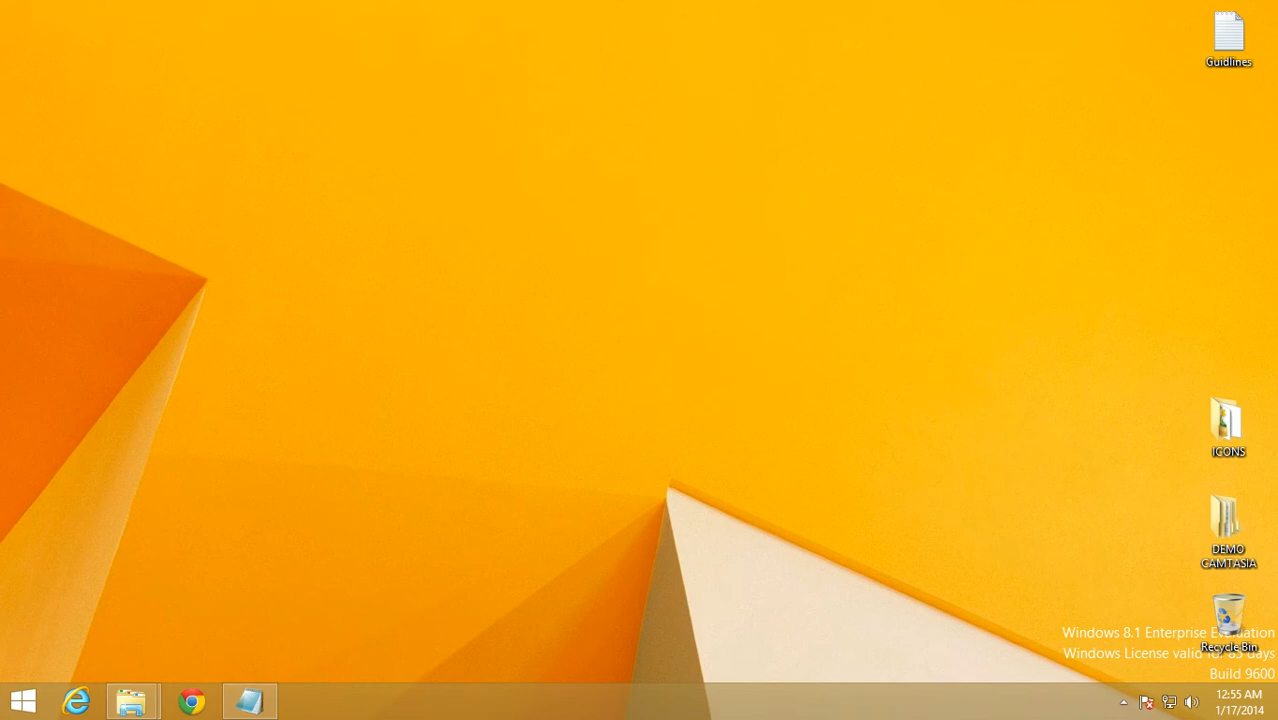 Guidlines
ICONS
DEMO
CAMTASIA
Recycle Bin
Windows 8.1 Enterprise Evaluation
Windows License valid for 85 days
Build 9600
12:55 AM
1/17/2014